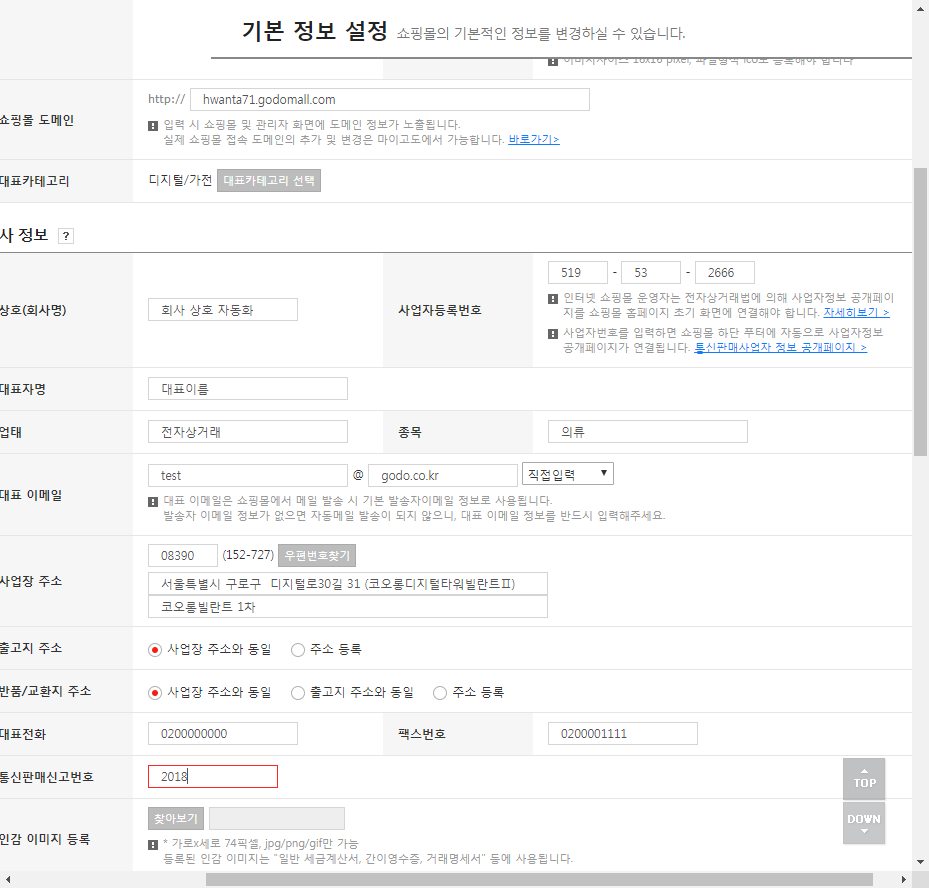 기본 정보 설정 쇼핑몰의 기본적인 정보를 변경하실 수 있습니다.
이미지사이즈 16x16 pixel, 파일형식 ico로 등록해야 합니다
쇼핑몰 도메인
http:// hwanta71.godomall.com
입력 시 쇼핑몰 및 관리자 화면에 도메인 정보가 노출됩니다.
실제 쇼핑몰 접속 도메인의 추가 및 변경은 마이고도에서 가능합니다. 바로가기>
대표카테고리 디지털/가전 대표카테고리 선택
사 정보 ?
상호(회사명) 회사 상호 자동화
사업자등록번호 519 - 53 - 2666
인터넷 쇼핑몰 운영자는 전자상거래법에 의해 사업자정보 공개페이
지를 쇼핑몰 홈페이지 초기 화면에 연결해야 합니다. 자세히보기 >
사업자번호를 입력하면 쇼핑몰 하단 푸터에 자동으로 사업자정보
공개페이지가 연결됩니다. 통신판매사업자 정보 공개페이지 >
대표자명 대표이름
업태 전자상거래 종목 의류
대표 이메일 test @ godo.co.kr 직접입력
대표 이메일은 쇼핑몰에서 메일 발송 시 기본 발송자이메일 정보로 사용됩니다.
발송자 이메일 정보가 없으면 자동메일 발송이 되지 않으니, 대표 이메일 정보를 반드시 입력해주세요.
사업장 주소
08390 (152-727) 우편번호찾기
서울특별시 구로구 디지털로30길 31 (코오롱디지털타워빌란트Ⅱ)
코오롱빌란트 1차
출고지 주소 사업장 주소와 동일 주소 등록
반품/교환지 주소 사업장 주소와 동일 출고지 주소와 동일 주소 등록
대표전화 0200000000 팩스번호 0200001111
통신판매신고번호 2018
TOP
DOWN
인감 이미지 등록 찾아보기
* 가로x세로 74픽셀, jpg/png/gif만 가능
등록된 인감 이미지는 "일반 세금계산서, 간이영수증, 거래명세서" 등에 사용됩니다.